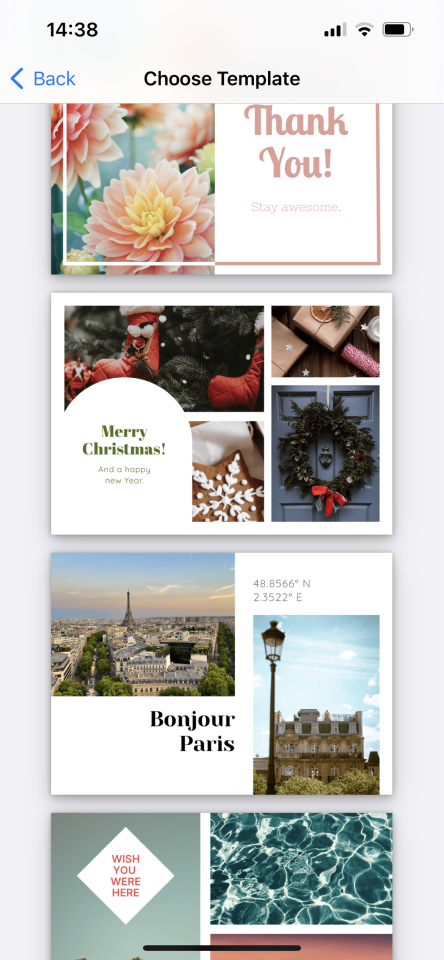 14:38
Back
Choose Template
Thank
You!
Stay awesome.
Merry
Christmas!
And a happy
new Year.
48.8566° N
2.3522° E
Bonjour
Paris
WISH
YOU
WERE
HERE